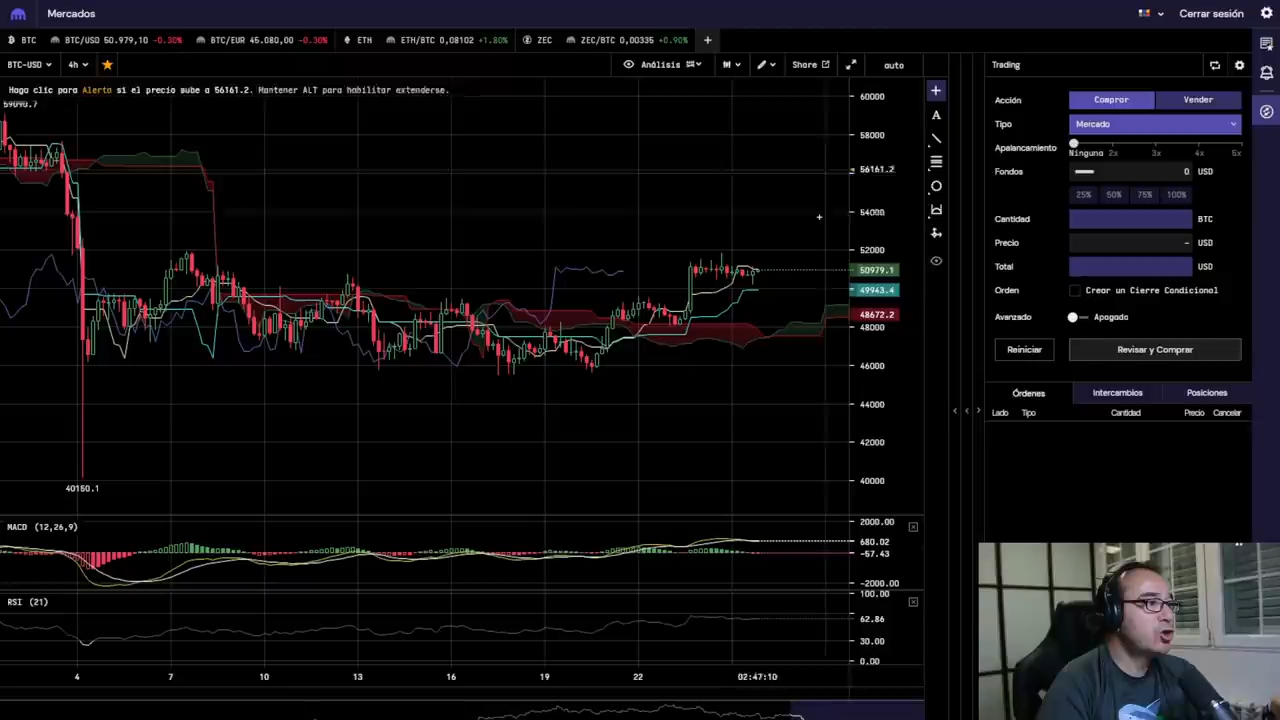 Mercados
Cerrar sesión
BTC BTC/USD 50.979,10 -0.30% BTC/EUR 45.080,00 -0.30% ETH ETH/BTC 0,08102 +1.80% ZEC ZEC/BTC 0,00335 +0.90% +
BTC-USD 4h Análisis Share auto
Haga clic para Alerta si el precio sube a 56161.2. Mantener ALT para habilitar extenderse.
59090.7
60000
58000
56161.2
54000
52000
50979.1
49943.4
48672.2
48000
46000
44000
42000
40000
40150.1
MACD (12,26,9)
2000.00
680.02
-57.43
-2000.00
RSI (21)
100.00
62.86
30.00
0.00
4 7 10 13 16 19 22 02:47:10
A
Trading
Acción Comprar Vender
Tipo Mercado
Apalancamiento
Ninguna 2x 3x 4x 5x
Fondos 0 USD
25% 50% 75% 100%
Cantidad BTC
Precio - USD
Total USD
Orden Crear un Cierre Condicional
Avanzado Apagado
Reiniciar Revisar y Comprar
Órdenes Intercambios Posiciones
Lado Tipo Cantidad Precio Cancelar